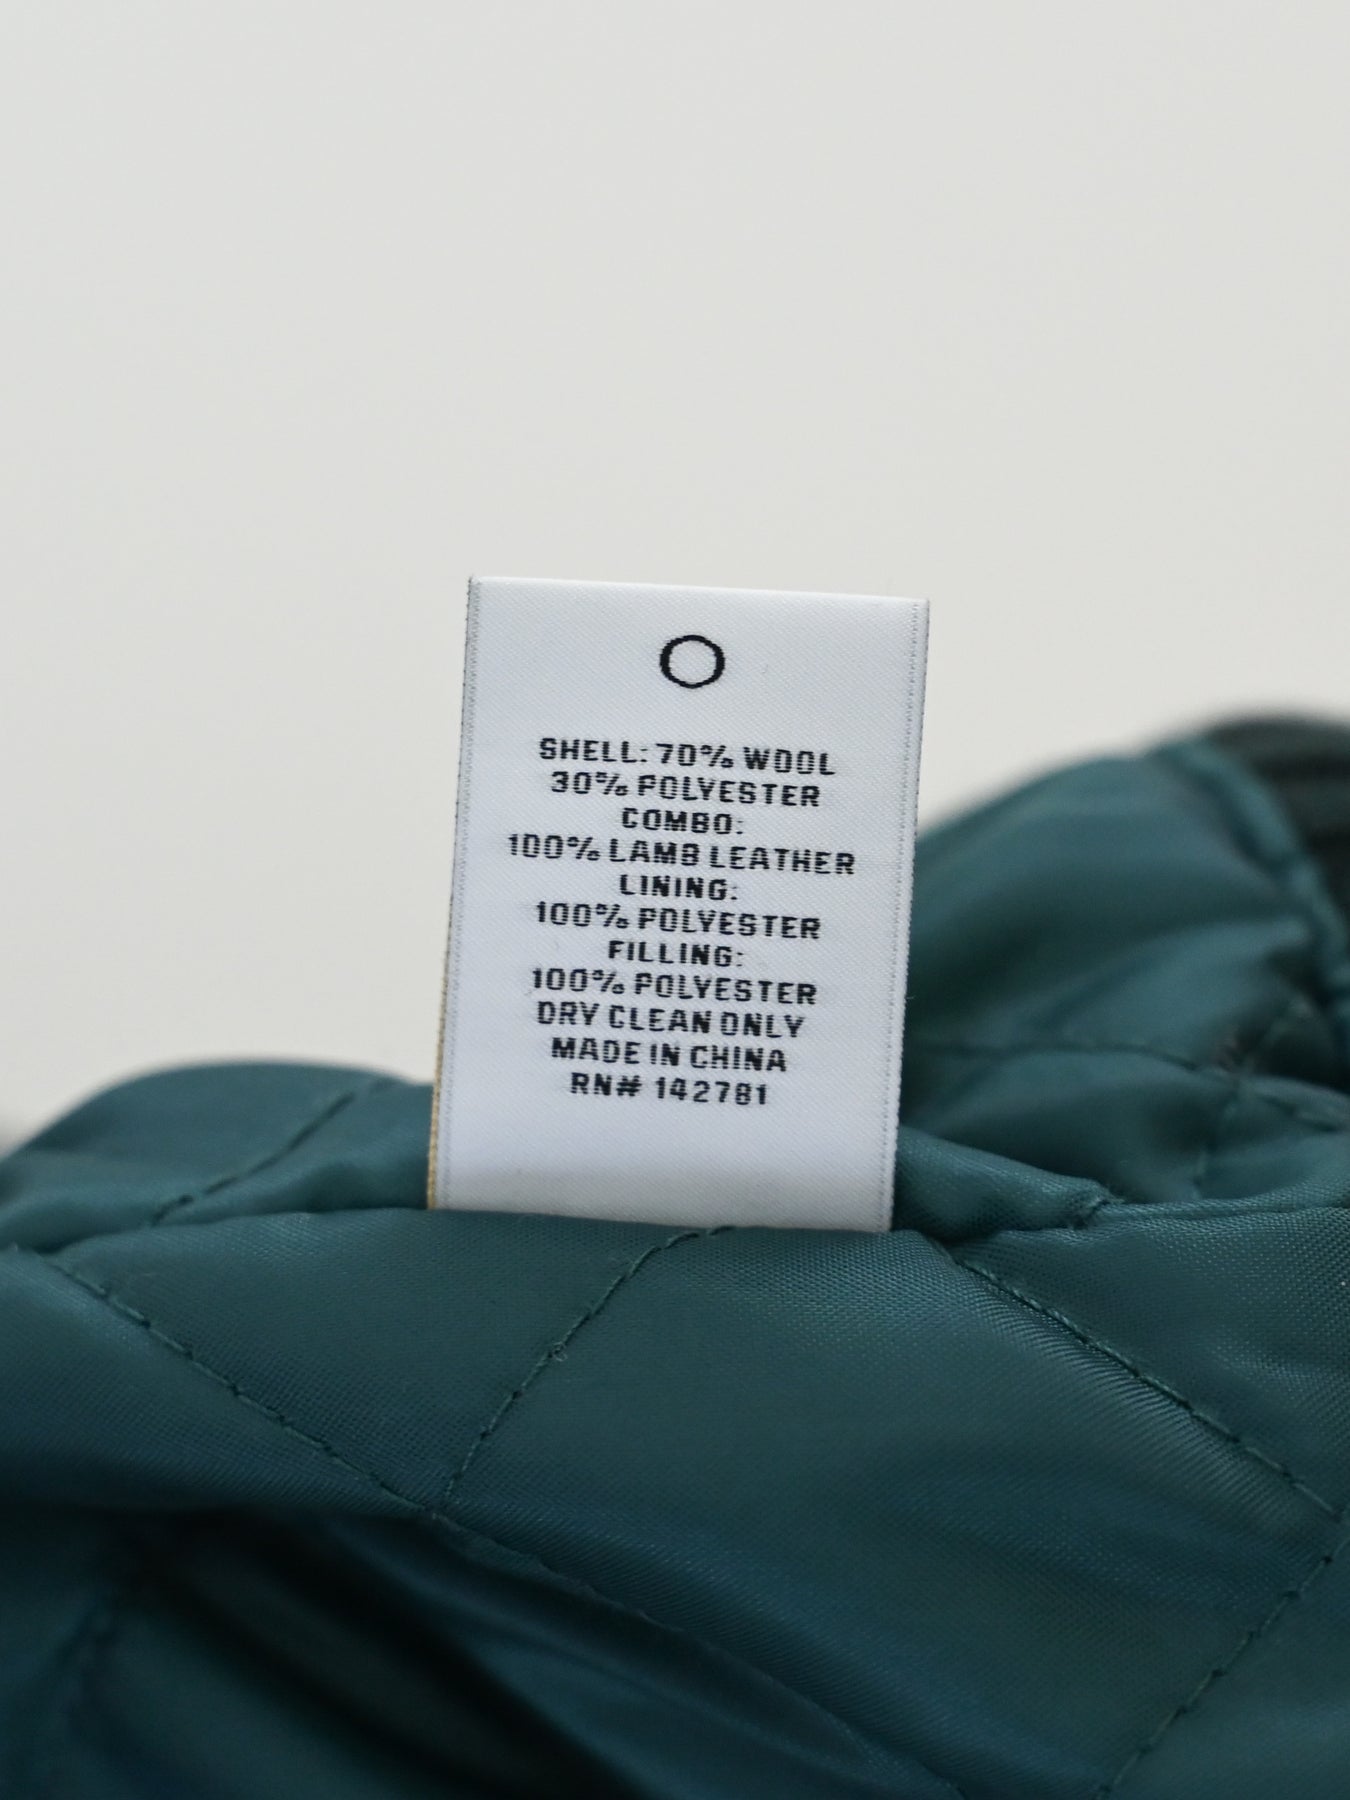 SHELL: 70% WOOL
30% POLYESTER
COMBO:
100% LAMB LEATHER
LINING:
100% POLYESTER
FILLING:
100% POLYESTER
DRY CLEAN ONLY
MADE IN CHINA
RN# 142781